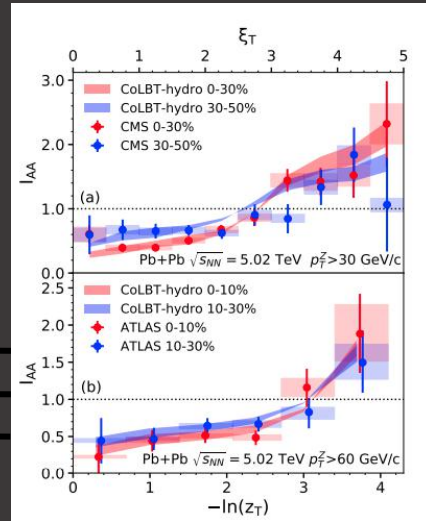 ξT
0 1 2 3 4 5
3.0
CoLBT-hydro 0-30%
CoLBT-hydro 30-50%
CMS 0-30%
CMS 30-50%
2.0
IAA
1.0
(a)
Pb+Pb √sNN = 5.02 TeV pTZ>30 GeV/c
0.0
2.0
CoLBT-hydro 0-10%
CoLBT-hydro 10-30%
ATLAS 0-10%
ATLAS 10-30%
1.5
IAA
1.0
(b)
0.5
Pb+Pb √sNN = 5.02 TeV pTZ>60 GeV/c
0.0
0 1 2 3 4
−ln(zT)